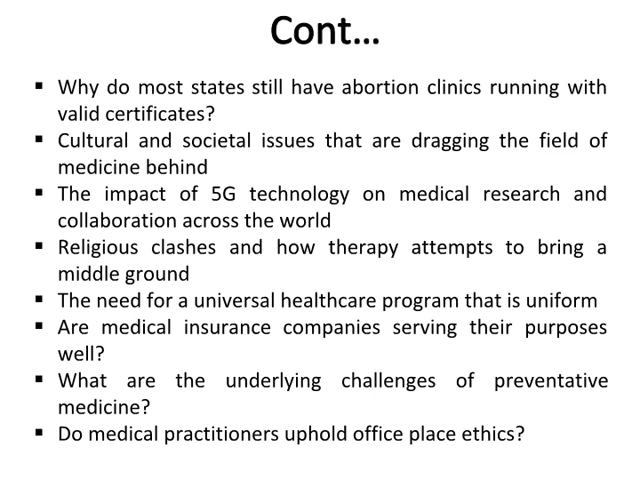 Cont…
▪ Why do most states still have abortion clinics running with
valid certificates?
▪ Cultural and societal issues that are dragging the field of
medicine behind
▪ The impact of 5G technology on medical research and
collaboration across the world
▪ Religious clashes and how therapy attempts to bring a
middle ground
▪ The need for a universal healthcare program that is uniform
▪ Are medical insurance companies serving their purposes
well?
▪ What are the underlying challenges of preventative
medicine?
▪ Do medical practitioners uphold office place ethics?